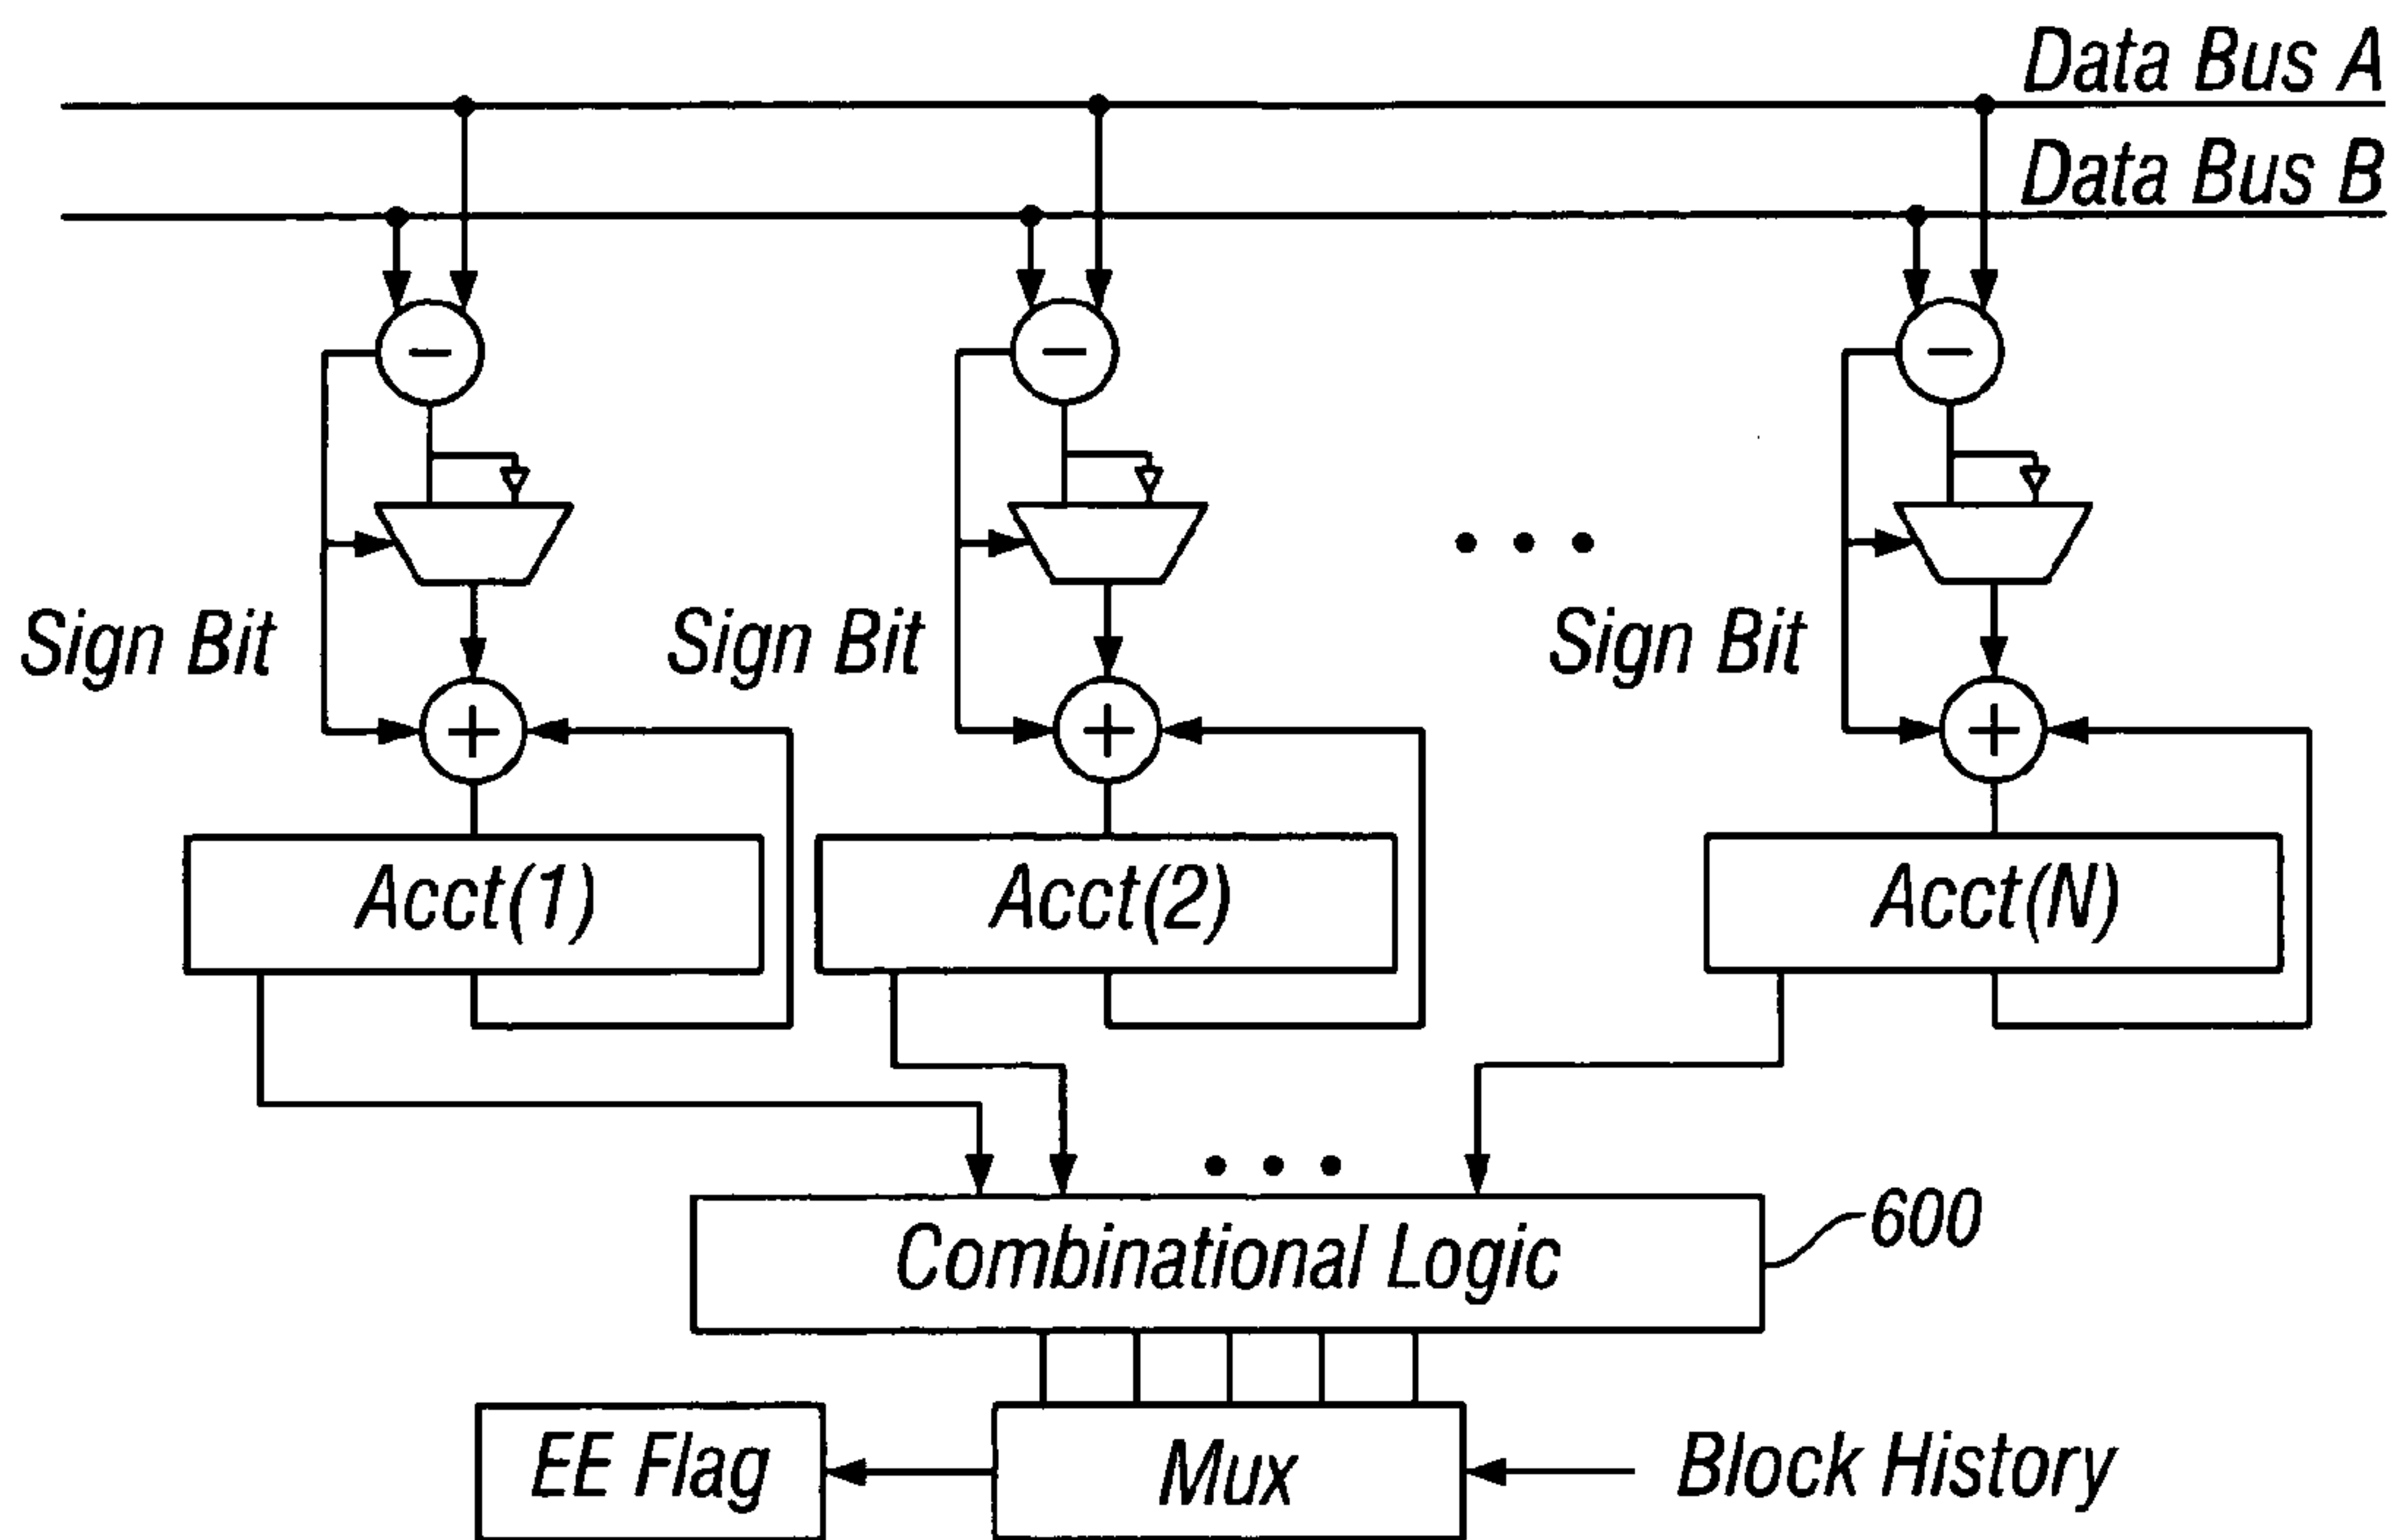 Data Bus A
Data Bus B
−
−
−
Sign Bit
Sign Bit
Sign Bit
+
+
+
Acct(1)
Acct(2)
Acct(N)
Combinational Logic
600
EE Flag
Mux
Block History